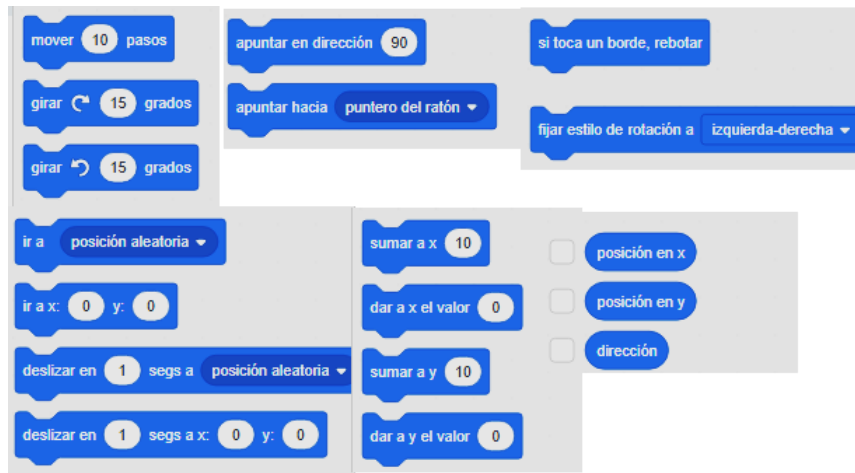 mover 10 pasos
girar 15 grados
girar 15 grados
apuntar en dirección 90
apuntar hacia puntero del ratón
si toca un borde, rebotar
fijar estilo de rotación a izquierda-derecha
ir a posición aleatoria
ir a x: 0 y: 0
deslizar en 1 segs a posición aleatoria
deslizar en 1 segs a x: 0 y: 0
sumar a x 10
dar a x el valor 0
sumar a y 10
dar a y el valor 0
posición en x
posición en y
dirección